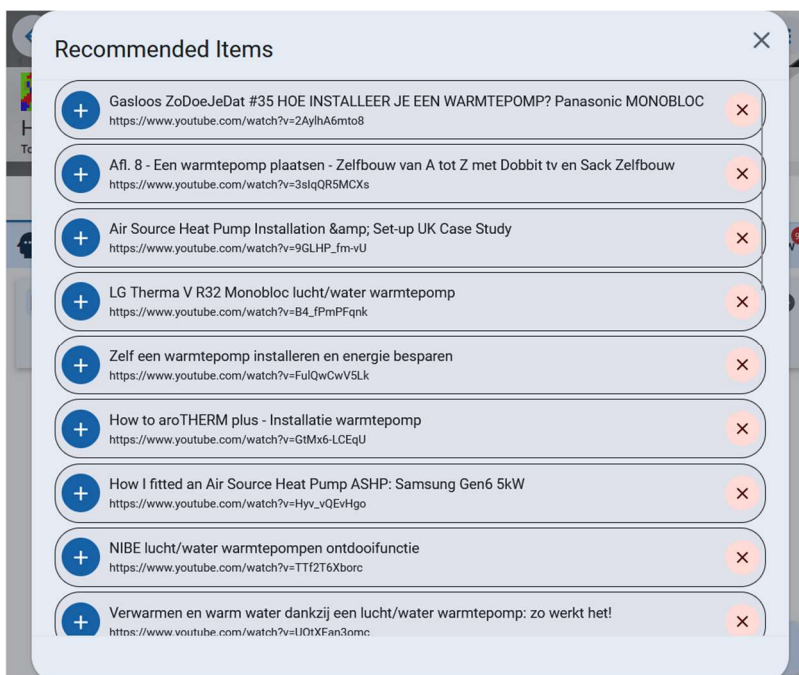 Recommended Items
Gasloos ZoDoeJeDat #35 HOE INSTALLEER JE EEN WARMTEPOMP? Panasonic MONOBLOC
https://www.youtube.com/watch?v=2AylhA6mto8
Afl. 8 - Een warmtepomp plaatsen - Zelfbouw van A tot Z met Dobbit tv en Sack Zelfbouw
https://www.youtube.com/watch?v=3sIqQR5MCXs
Air Source Heat Pump Installation &amp; Set-up UK Case Study
https://www.youtube.com/watch?v=9GLHP_fm-vU
LG Therma V R32 Monobloc lucht/water warmtepomp
https://www.youtube.com/watch?v=B4_fPmPFqnk
Zelf een warmtepomp installeren en energie besparen
https://www.youtube.com/watch?v=FulQwCwV5Lk
How to aroTHERM plus - Installatie warmtepomp
https://www.youtube.com/watch?v=GtMx6-LCEqU
How I fitted an Air Source Heat Pump ASHP: Samsung Gen6 5kW
https://www.youtube.com/watch?v=Hyv_vQEvHgo
NIBE lucht/water warmtepompen ontdooifunctie
https://www.youtube.com/watch?v=TTf2T6Xborc
Verwarmen en warm water dankzij een lucht/water warmtepomp: zo werkt het!
https://www.youtube.com/watch?v=UOtXFan3omc